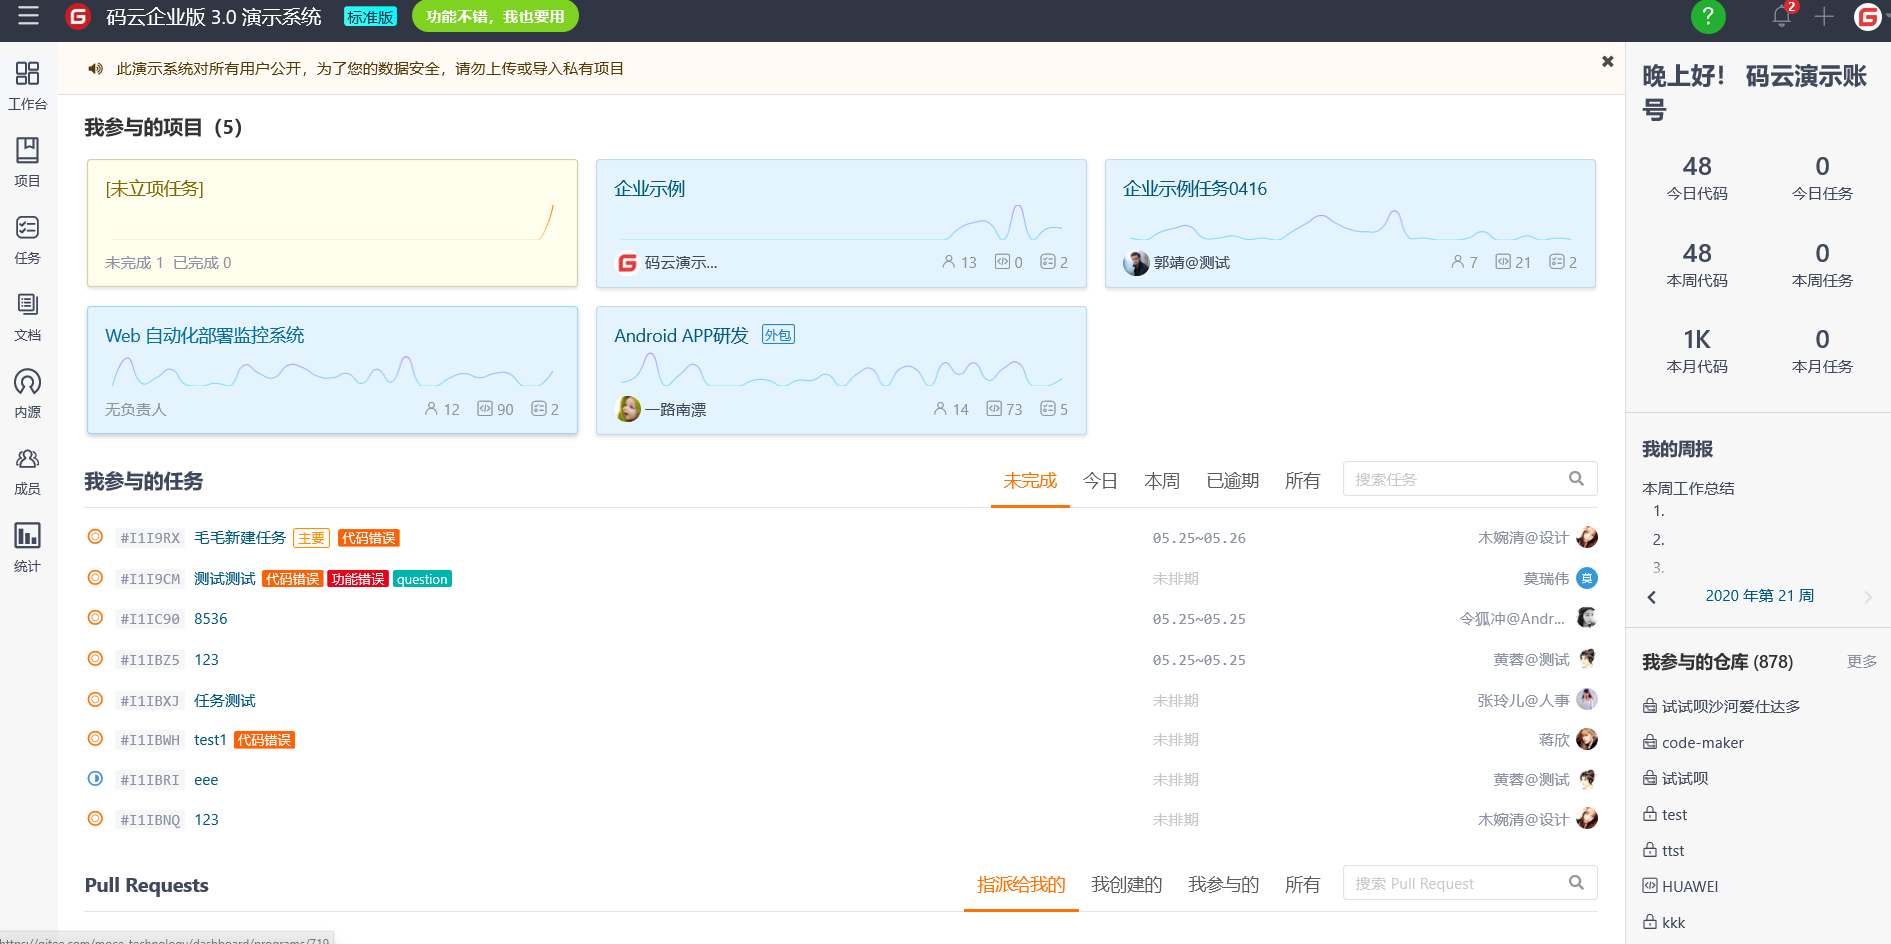 码云企业版 3.0 演示系统 标准版 功能不错，我也要用 ? 2
工作台
项目
任务
文档
内源
成员
统计
此演示系统对所有用户公开，为了您的数据安全，请勿上传或导入私有项目
我参与的项目（5）
[未立项任务]
未完成 1 已完成 0
企业示例
码云演示... 13 0 2
企业示例任务0416
郭靖@测试 7 21 2
Web 自动化部署监控系统
无负责人 12 90 2
Android APP研发 外包
一路南漂 14 73 5
我参与的任务 未完成 今日 本周 已逾期 所有 搜索任务
#I1I9RX 毛毛新建任务 主要 代码错误 05.25~05.26 木婉清@设计
#I1I9CM 测试测试 代码错误 功能错误 question 未排期 莫瑞伟 莫
#I1IC90 8536 05.25~05.25 令狐冲@Andr...
#I1IBZ5 123 05.25~05.25 黄蓉@测试
#I1IBXJ 任务测试 未排期 张玲儿@人事
#I1IBWH test1 代码错误 未排期 蒋欣
#I1IBRI eee 未排期 黄蓉@测试
#I1IBNQ 123 未排期 木婉清@设计
Pull Requests 指派给我的 我创建的 我参与的 所有 搜索 Pull Request
https://gitee.com/moce-technology/dashboard/programs/719
晚上好！ 码云演示账
号
48 0
今日代码 今日任务
48 0
本周代码 本周任务
1K 0
本月代码 本月任务
我的周报
本周工作总结
1.
2.
3.
2020 年第 21 周
我参与的仓库 (878) 更多
试试呗沙河爱仕达多
code-maker
试试呗
test
ttst
HUAWEI
kkk